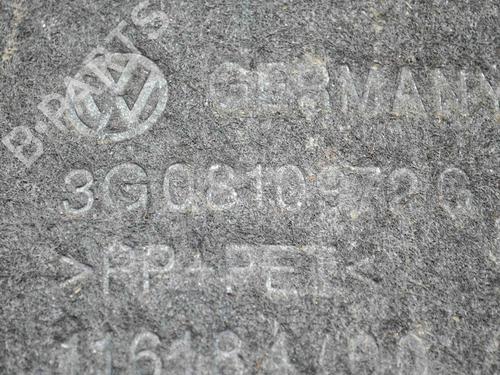 B-PARTS
GERMANY
3G0810972G
>PP+PET<